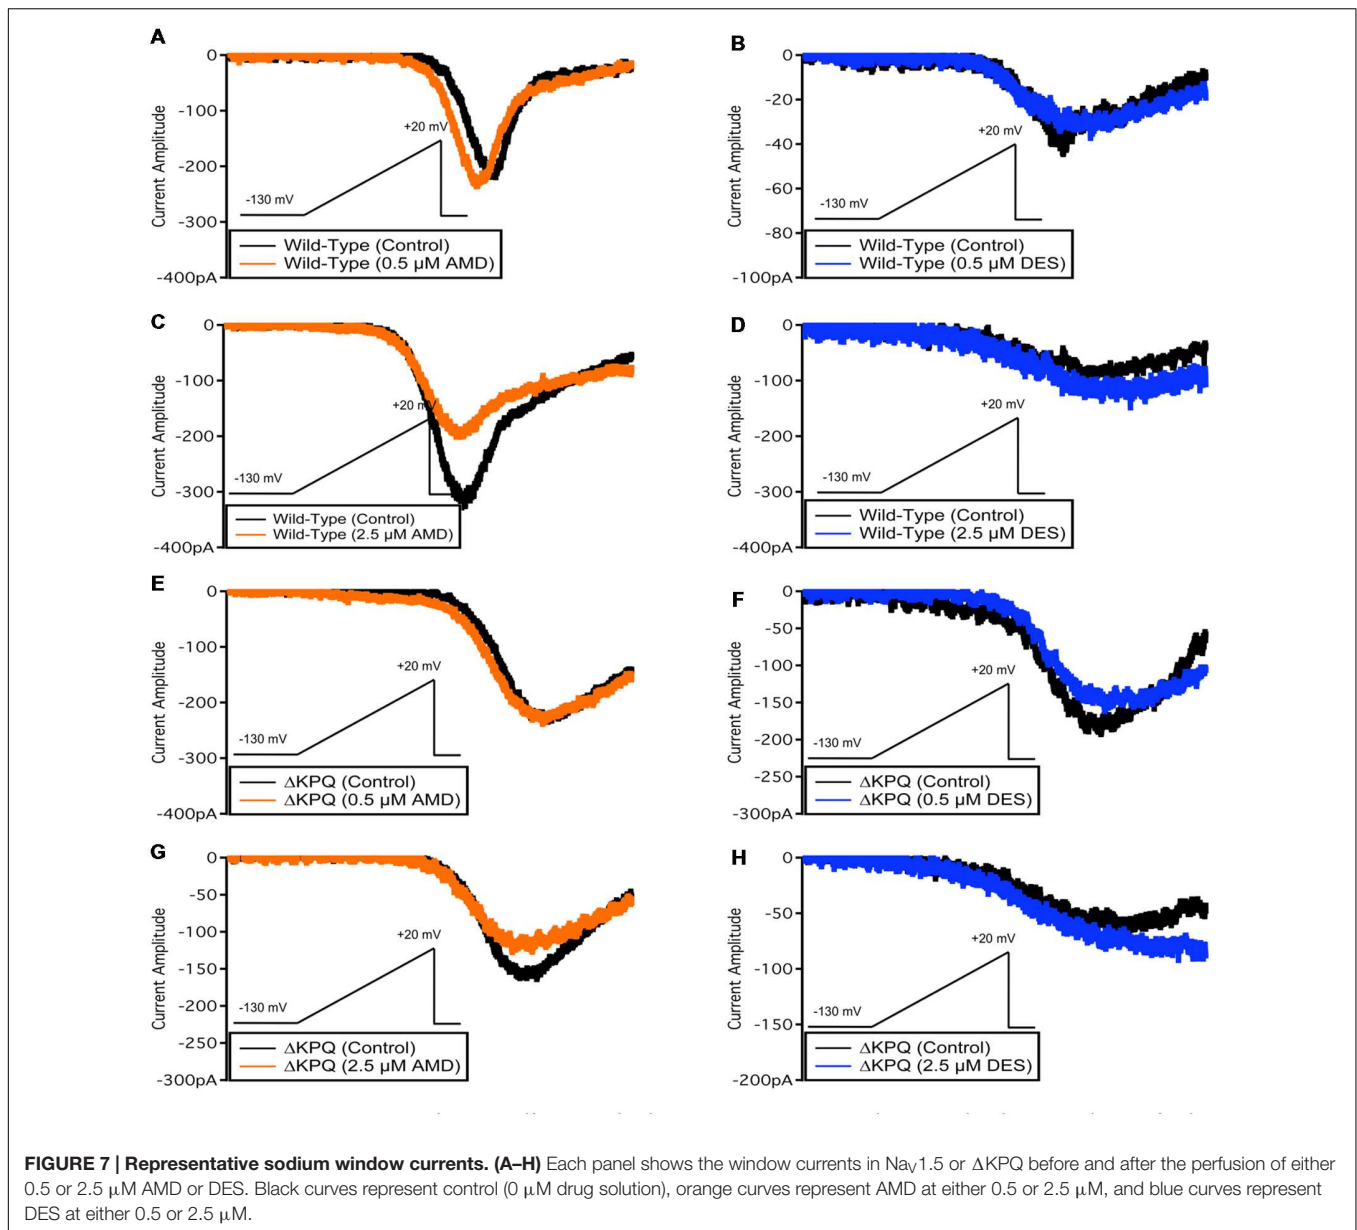 A
0
-100
-200
-300
-400pA
Current Amplitude
+20 mV
-130 mV
Wild-Type (Control)
Wild-Type (0.5 µM AMD)
B
0
-20
-40
-60
-80
-100pA
Current Amplitude
+20 mV
-130 mV
Wild-Type (Control)
Wild-Type (0.5 µM DES)
C
0
-100
-200
-300
-400pA
Current Amplitude
+20 mV
-130 mV
Wild-Type (Control)
Wild-Type (2.5 µM AMD)
D
0
-100
-200
-300
-400pA
Current Amplitude
+20 mV
-130 mV
Wild-Type (Control)
Wild-Type (2.5 µM DES)
E
0
-100
-200
-300
-400pA
Current Amplitude
+20 mV
-130 mV
ΔKPQ (Control)
ΔKPQ (0.5 µM AMD)
F
0
-50
-100
-150
-200
-250
-300pA
Current Amplitude
+20 mV
-130 mV
ΔKPQ (Control)
ΔKPQ (0.5 µM DES)
G
0
-50
-100
-150
-200
-250
-300pA
Current Amplitude
+20 mV
-130 mV
ΔKPQ (Control)
ΔKPQ (2.5 µM AMD)
H
0
-50
-100
-150
-200pA
Current Amplitude
+20 mV
-130 mV
ΔKPQ (Control)
ΔKPQ (2.5 µM DES)
FIGURE 7 | Representative sodium window currents. (A–H) Each panel shows the window currents in NaV1.5 or ΔKPQ before and after the perfusion of either
0.5 or 2.5 µM AMD or DES. Black curves represent control (0 µM drug solution), orange curves represent AMD at either 0.5 or 2.5 µM, and blue curves represent
DES at either 0.5 or 2.5 µM.